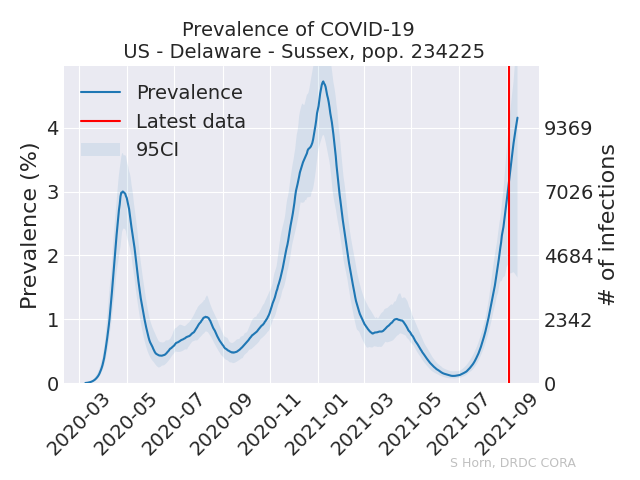 Prevalence of COVID-19
US - Delaware - Sussex, pop. 234225
Prevalence
Latest data
95CI
Prevalence (%)
4
3
2
1
0
9369
7026
4684
2342
0
# of infections
2020-03
2020-05
2020-07
2020-09
2020-11
2021-01
2021-03
2021-05
2021-07
2021-09
S Horn, DRDC CORA